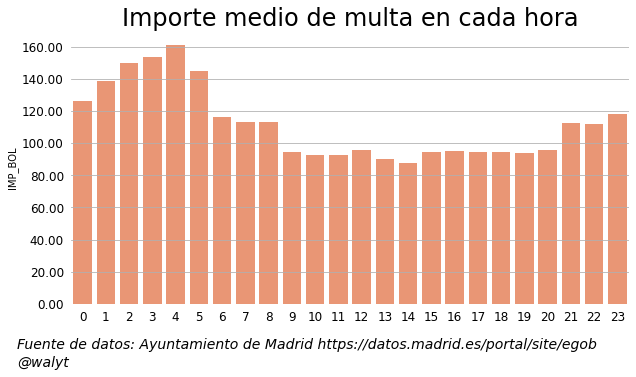 Importe medio de multa en cada hora
160.00
140.00
120.00
100.00
80.00
60.00
40.00
20.00
0.00
IMP_BOL
0 1 2 3 4 5 6 7 8 9 10 11 12 13 14 15 16 17 18 19 20 21 22 23
Fuente de datos: Ayuntamiento de Madrid https://datos.madrid.es/portal/site/egob
@walyt